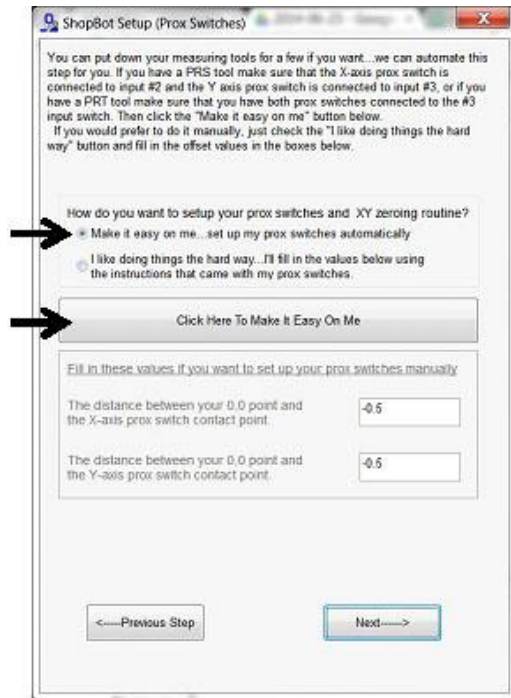 ShopBot Setup (Prox Switches)
You can put down your measuring tools for a few if you want...we can automate this
step for you. If you have a PRS tool make sure that the X-axis prox switch is
connected to input #2 and the Y axis prox switch is connected to input #3, or if you
have a PRT tool make sure that you have both prox switches connected to the #3
input switch. Then click the "Make it easy on me" button below.
If you would prefer to do it manually, just check the "I like doing things the hard
way" button and fill in the offset values in the boxes below.
How do you want to setup your prox switches and XY zeroing routine?
Make it easy on me...set up my prox switches automatically
I like doing things the hard way...I'll fill in the values below using
the instructions that came with my prox switches.
Click Here To Make It Easy On Me
Fill in these values if you want to set up your prox switches manually
The distance between your 0,0 point and
the X-axis prox switch contact point.
-0.5
The distance between your 0,0 point and
the Y-axis prox switch contact point.
-0.5
<-----Previous Step
Next----->